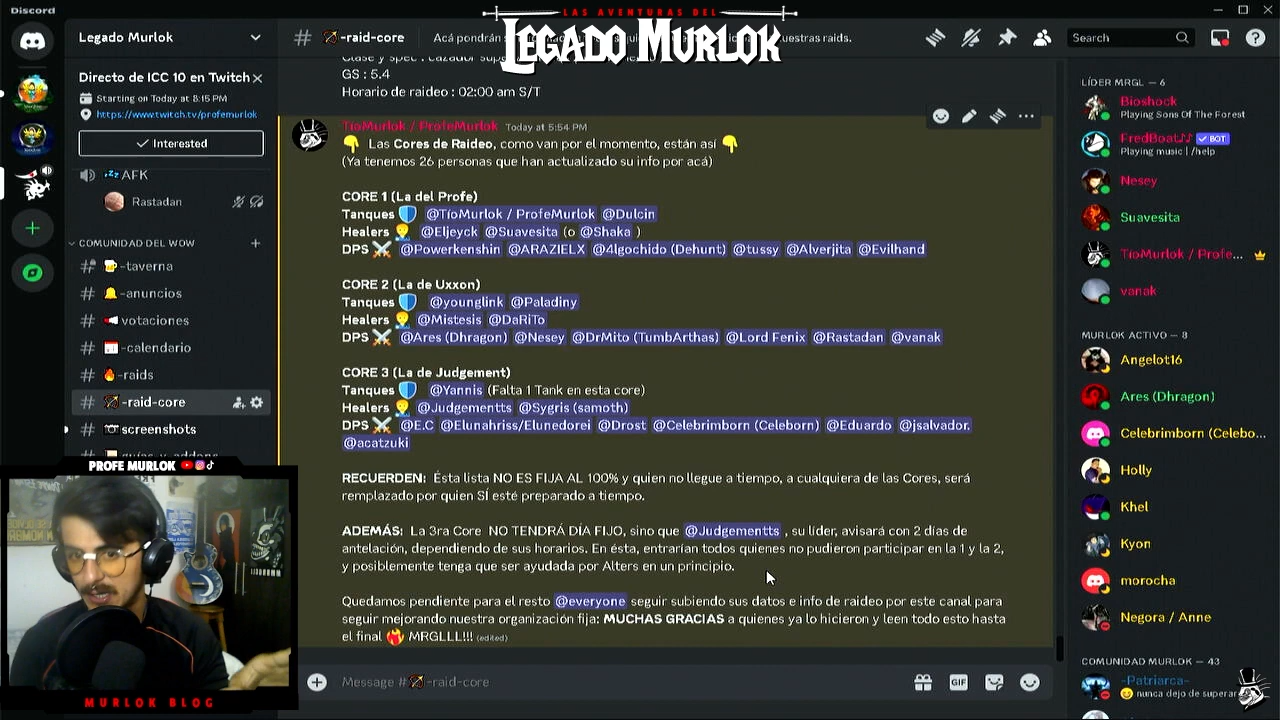 Discord
LAS AVENTURAS DEL
LEGADO MURLOK
Legado Murlok
-raid-core
Acá pondrán
uestras raids.
Search
Directo de ICC 10 en Twitch
Starting on Today at 8:15 PM
https://www.twitch.tv/profemurlok
Interested
AFK
Rastadan
COMUNIDAD DEL WOW
-taverna
-anuncios
votaciones
-calendario
-raids
-raid-core
screenshots
GS : 5.4
Horario de raideo : 02:00 am S/T
TíoMurlok / ProfeMurlok Today at 5:54 PM
Las Cores de Raideo, como van por el momento, están así
(Ya tenemos 26 personas que han actualizado su info por acá)
CORE 1 (La del Profe)
Tanques @TíoMurlok / ProfeMurlok @Dulcin
Healers @Eljeyck @Suavesita (o @Shaka )
DPS @Powerkenshin @ARAZIELX @4lgochido (Dehunt) @tussy @Alverjita @Evilhand
CORE 2 (La de Uxxon)
Tanques @younglink @Paladiny
Healers @Mistesis @DaRiTo
DPS @Ares (Dhragon) @Nesey @DrMito (TumbArthas) @Lord Fenix @Rastadan @vanak
CORE 3 (La de Judgement)
Tanques @Yannis (Falta 1 Tank en esta core)
Healers @Judgementts @Sygris (samoth)
DPS @E.C @Elunahriss/Elunedorei @Drost @Celebrimborn (Celeborn) @Eduardo @jsalvador.
@acatzuki
RECUERDEN: Ésta lista NO ES FIJA AL 100% y quien no llegue a tiempo, a cualquiera de las Cores, será
remplazado por quien SÍ esté preparado a tiempo.
ADEMÁS: La 3ra Core NO TENDRÁ DÍA FIJO, sino que @Judgementts , su líder, avisará con 2 días de
antelación, dependiendo de sus horarios. En ésta, entrarían todos quienes no pudieron participar en la 1 y la 2,
y posiblemente tenga que ser ayudada por Alters en un principio.
Quedamos pendiente para el resto @everyone seguir subiendo sus datos e info de raideo por este canal para
seguir mejorando nuestra organización fija: MUCHAS GRACIAS a quienes ya lo hicieron y leen todo esto hasta
el final MRGLLL!!! (edited)
Message # -raid-core
GIF
LÍDER MRGL — 6
Bioshock
Playing Sons Of The Forest
FredBoat♪♪ BOT
Playing music | /help
Nesey
Suavesita
TíoMurlok / Profe...
vanak
MURLOK ACTIVO — 8
Angelot16
Ares (Dhragon)
Celebrimborn (Celebo...
Holly
Khel
Kyon
morocha
Negora / Anne
COMUNIDAD MURLOK — 43
-Patriarca-
nunca dejo de superar
PROFE MURLOK
MURLOK BLOG